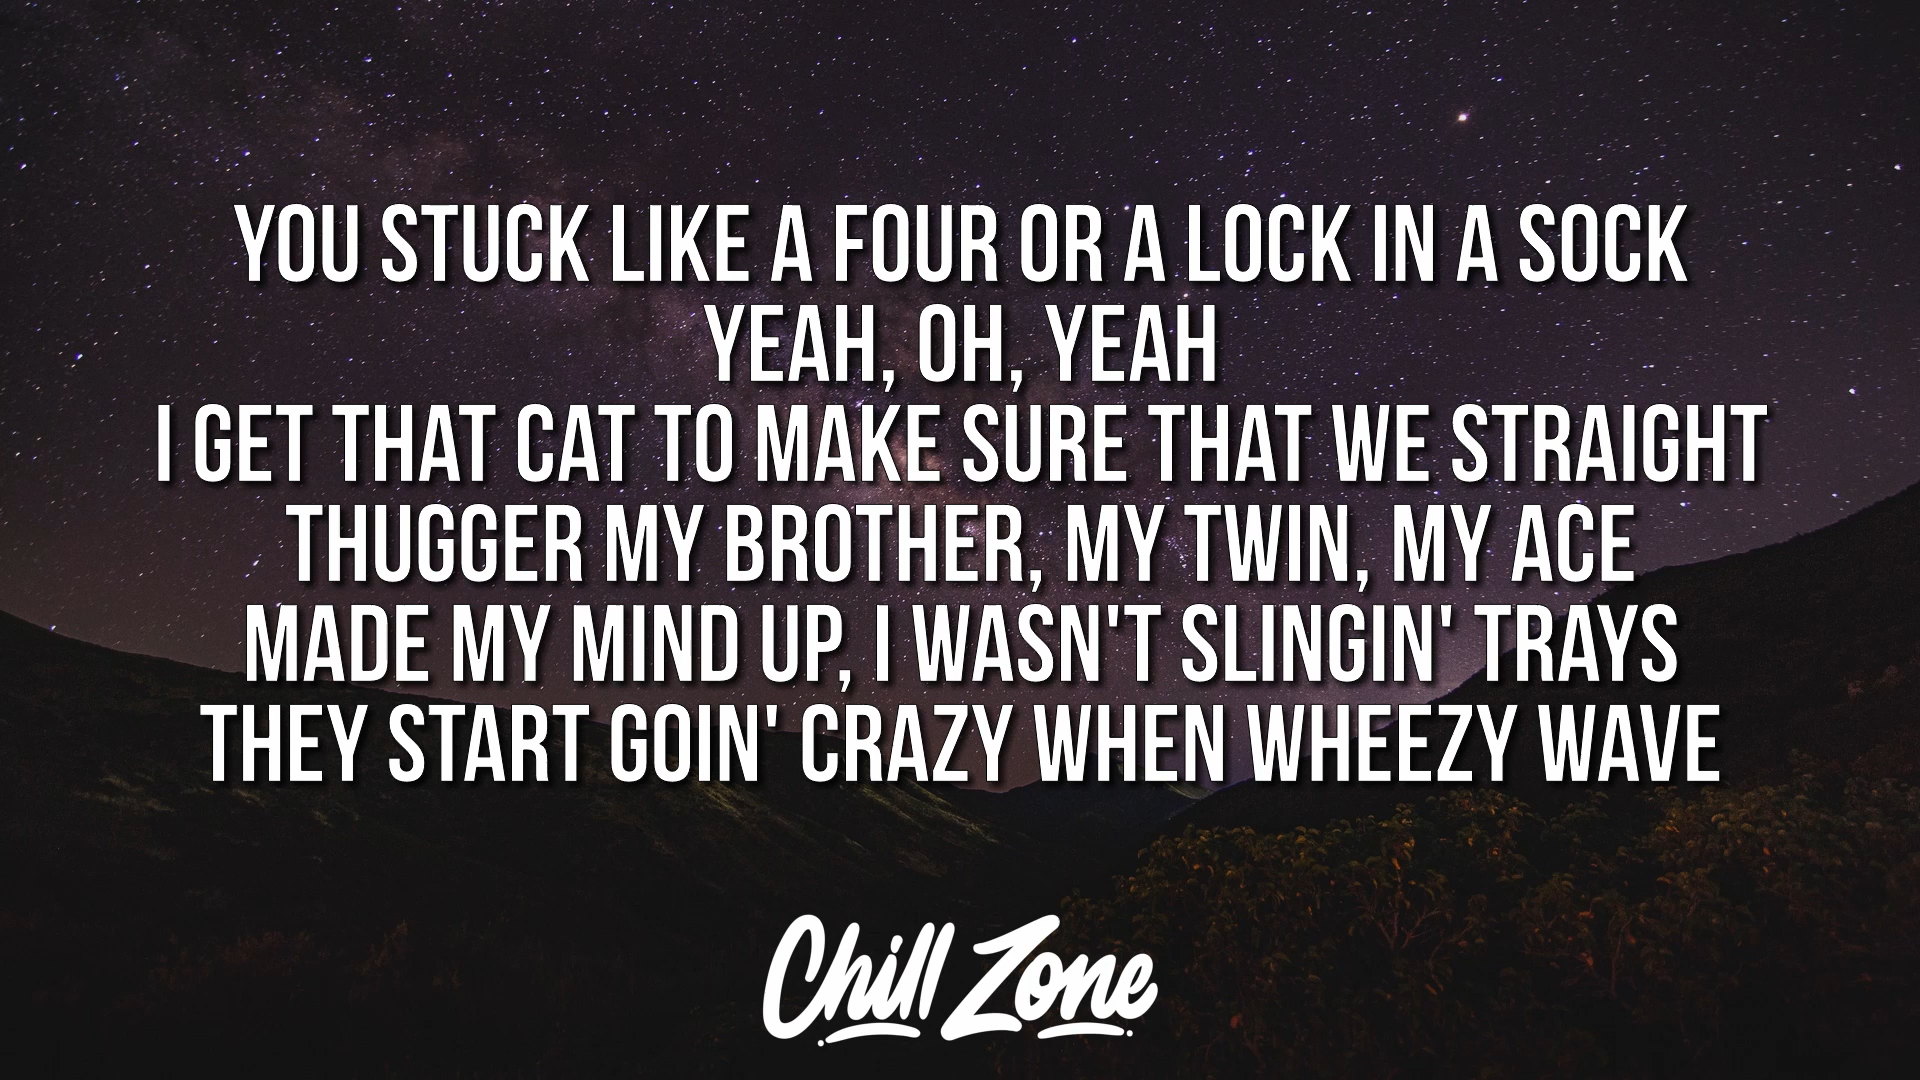 YOU STUCK LIKE A FOUR OR A LOCK IN A SOCK
YEAH, OH, YEAH
I GET THAT CAT TO MAKE SURE THAT WE STRAIGHT
THUGGER MY BROTHER, MY TWIN, MY ACE
MADE MY MIND UP, I WASN'T SLINGIN' TRAYS
THEY START GOIN' CRAZY WHEN WHEEZY WAVE
Chill Zone